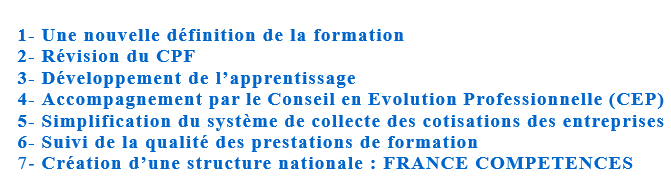 1- Une nouvelle définition de la formation
2- Révision du CPF
3- Développement de l’apprentissage
4- Accompagnement par le Conseil en Evolution Professionnelle (CEP)
5- Simplification du système de collecte des cotisations des entreprises
6- Suivi de la qualité des prestations de formation
7- Création d’une structure nationale : FRANCE COMPETENCES